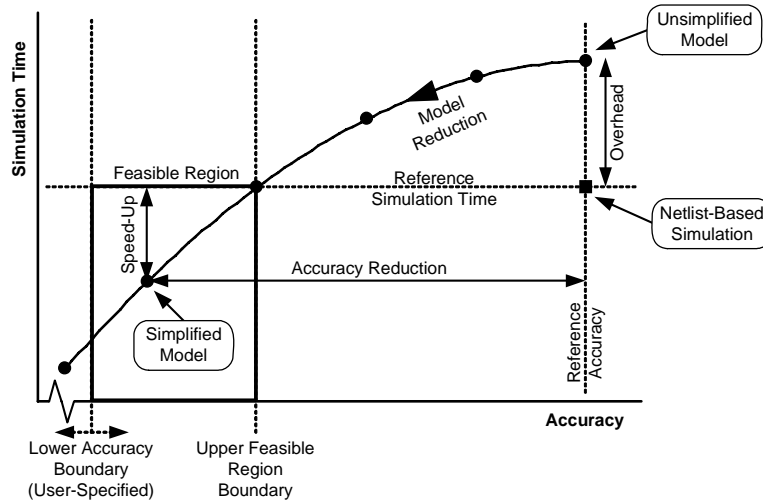 Unsimplified
Model
Simulation Time
Model
Reduction
Overhead
Feasible Region
Reference
Simulation Time
Netlist-Based
Simulation
Speed-Up
Accuracy Reduction
Simplified
Model
Reference
Accuracy
Accuracy
Lower Accuracy
Boundary
(User-Specified)
Upper Feasible
Region
Boundary